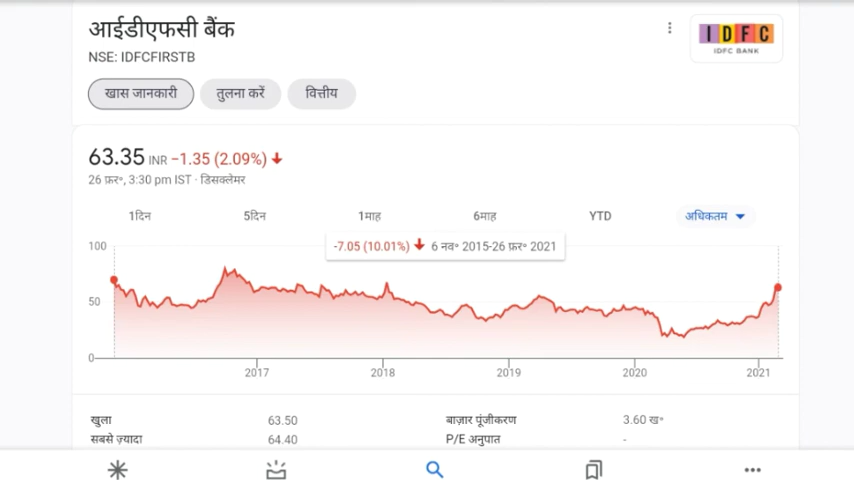 आईडीएफसी बैंक
NSE: IDFCFIRSTB
IDFC
IDFC BANK
खास जानकारी तुलना करें वित्तीय
63.35 INR −1.35 (2.09%)
26 फ़र॰, 3:30 pm IST · डिसक्लेमर
1दिन 5दिन 1माह 6माह YTD अधिकतम
-7.05 (10.01%) 6 नव॰ 2015-26 फ़र॰ 2021
100
50
0
2017 2018 2019 2020 2021
खुला 63.50 बाज़ार पूंजीकरण 3.60 ख॰
सबसे ज़्यादा 64.40 P/E अनुपात -